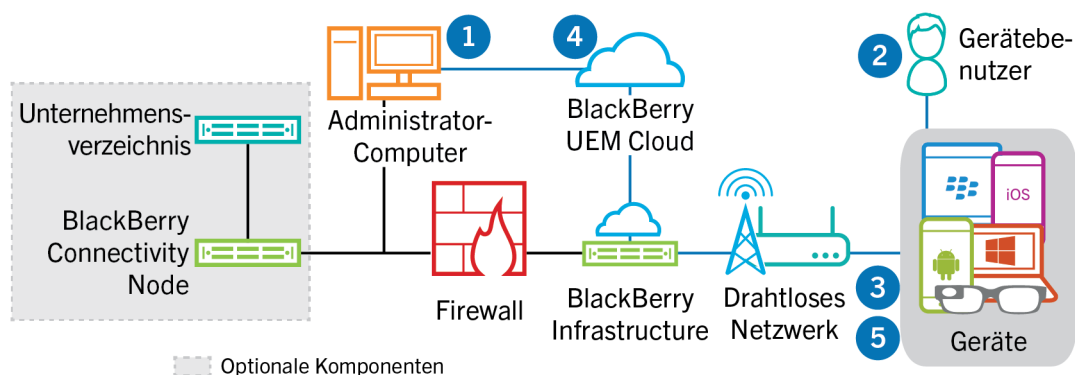 1
4
2
Gerätebe-
nutzer
Unternehmens-
verzeichnis
Administrator-
Computer
BlackBerry
UEM Cloud
iOS
BlackBerry
Connectivity
Node
Firewall
BlackBerry
Infrastructure
Drahtloses
Netzwerk
3
5
Geräte
Optionale Komponenten